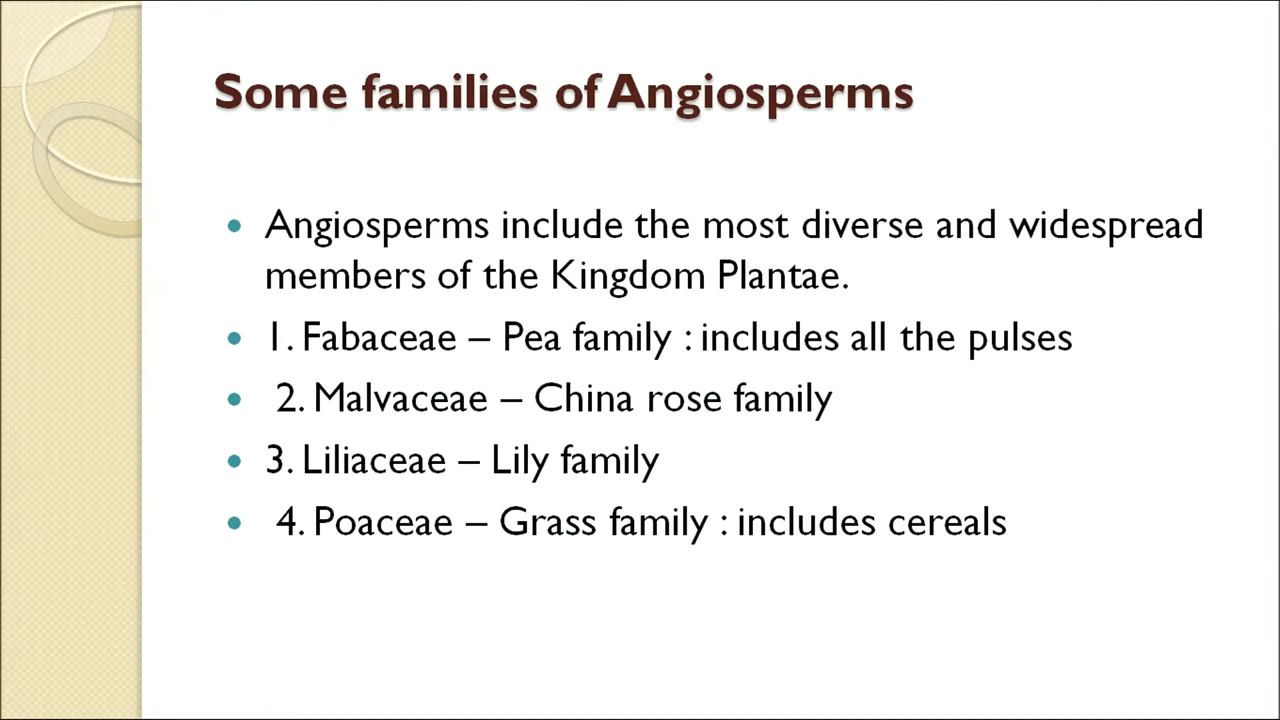 Some families of Angiosperms
• Angiosperms include the most diverse and widespread
members of the Kingdom Plantae.
• 1. Fabaceae – Pea family : includes all the pulses
• 2. Malvaceae – China rose family
• 3. Liliaceae – Lily family
• 4. Poaceae – Grass family : includes cereals